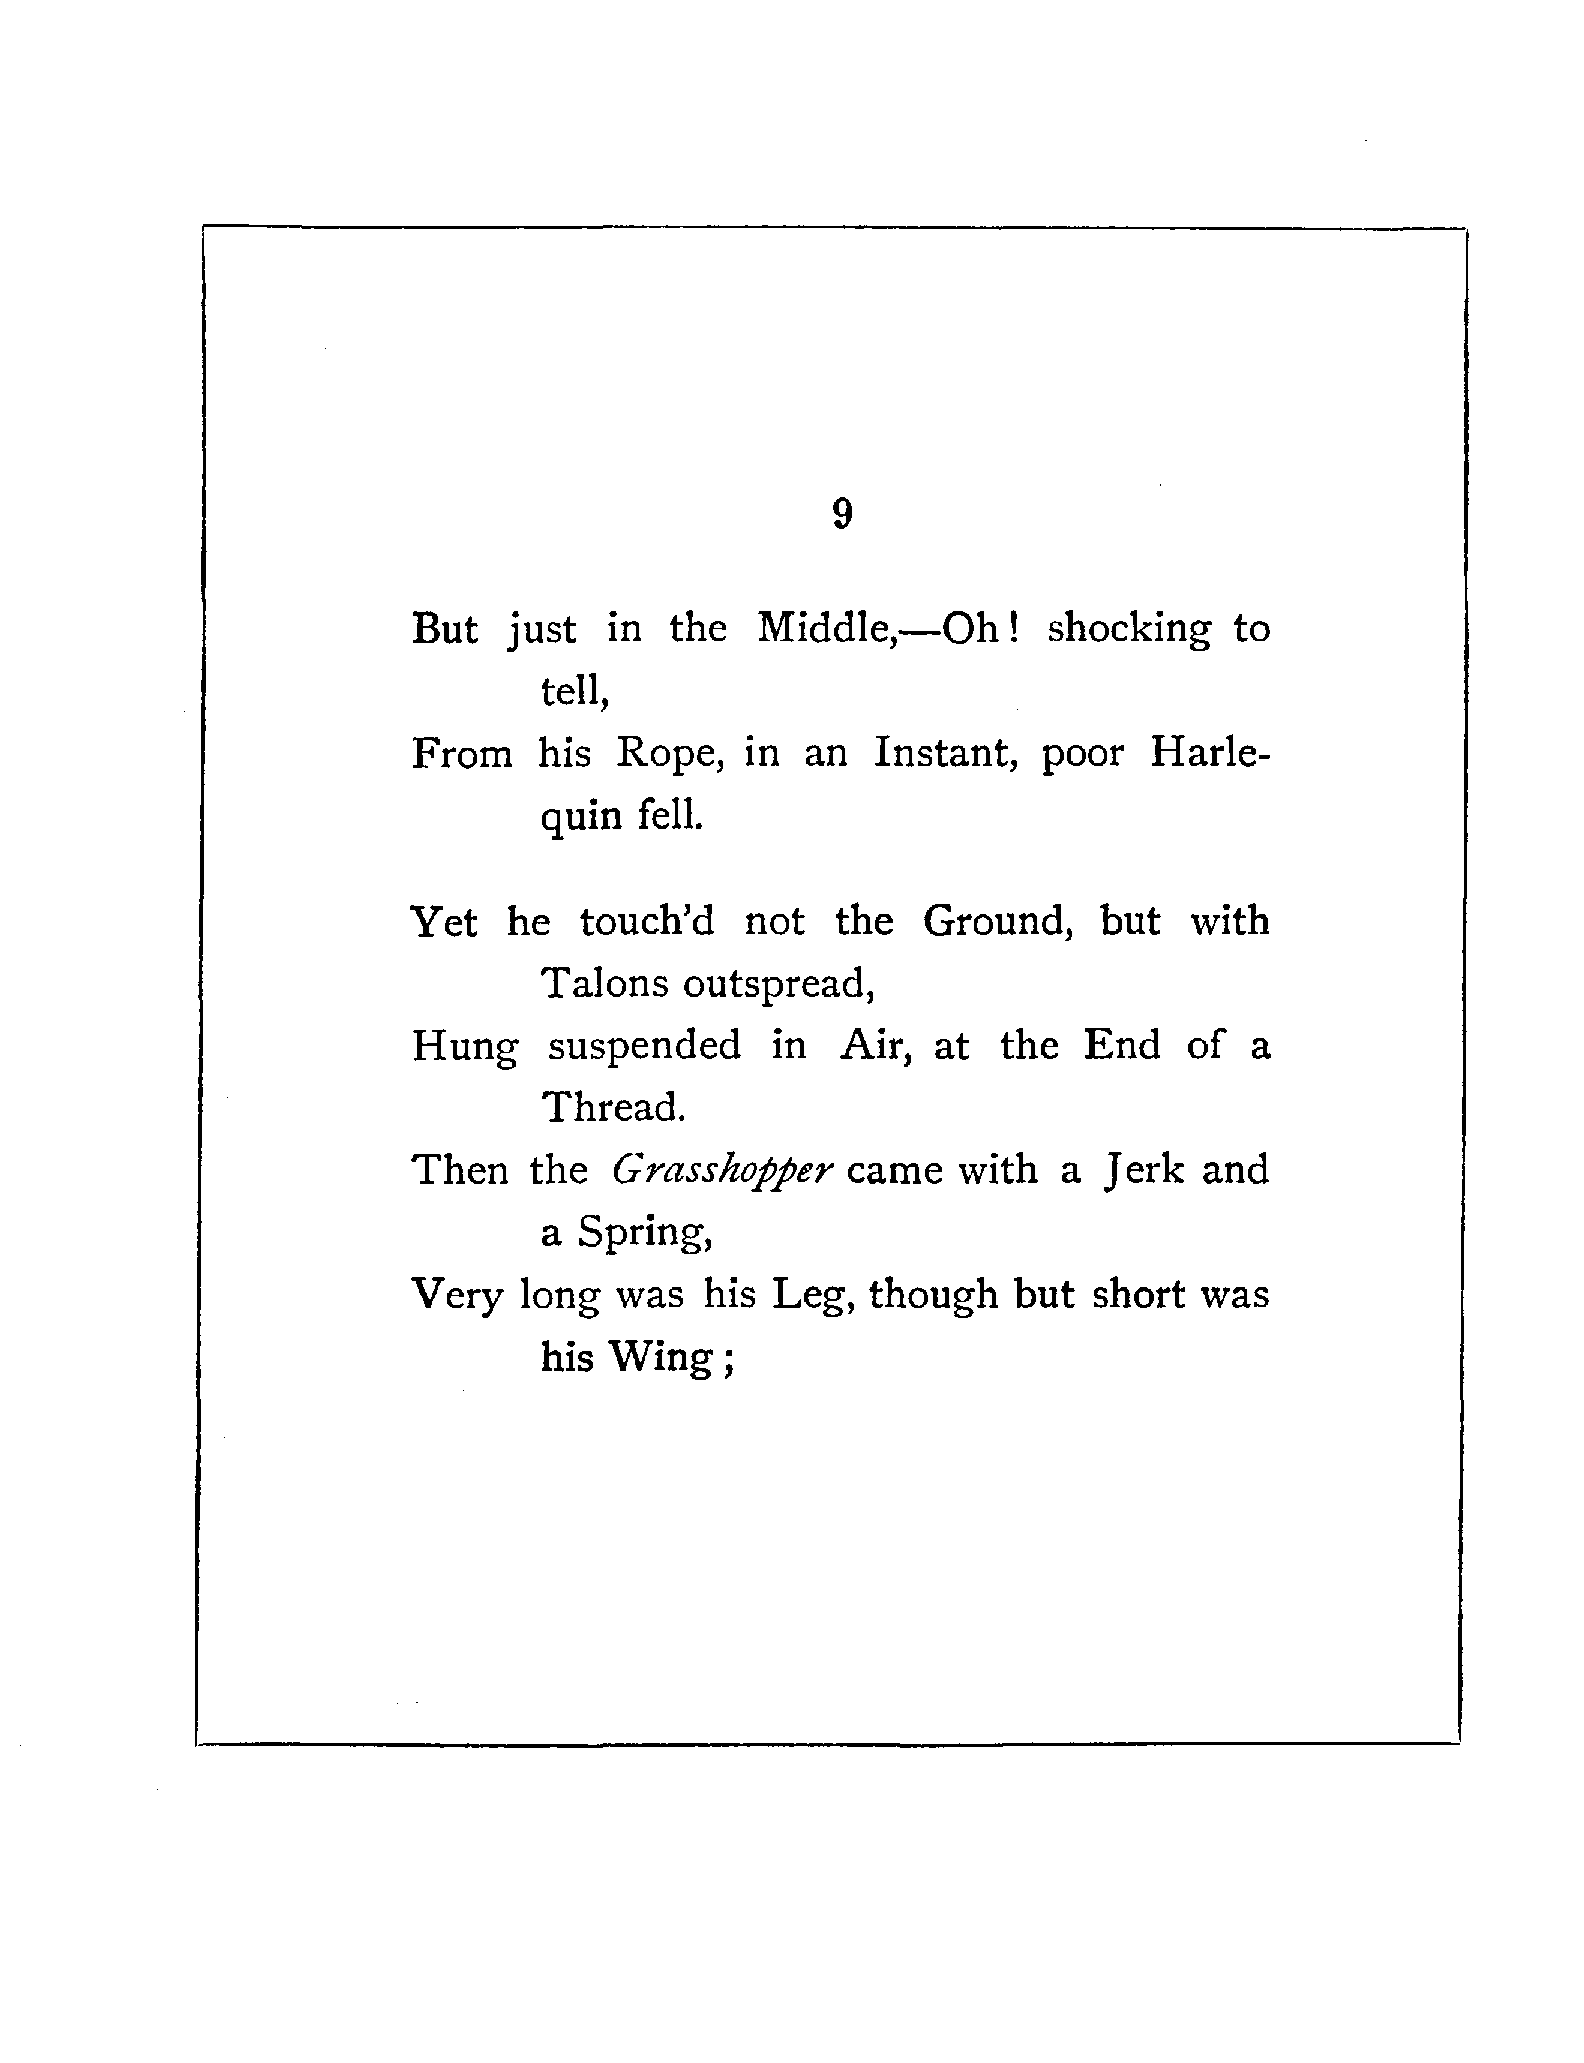 9
But just in the Middle,—Oh! shocking to
tell,
From his Rope, in an Instant, poor Harle-
quin fell.
Yet he touch'd not the Ground, but with
Talons outspread,
Hung suspended in Air, at the End of a
Thread.
Then the Grasshopper came with a Jerk and
a Spring,
Very long was his Leg, though but short was
his Wing;